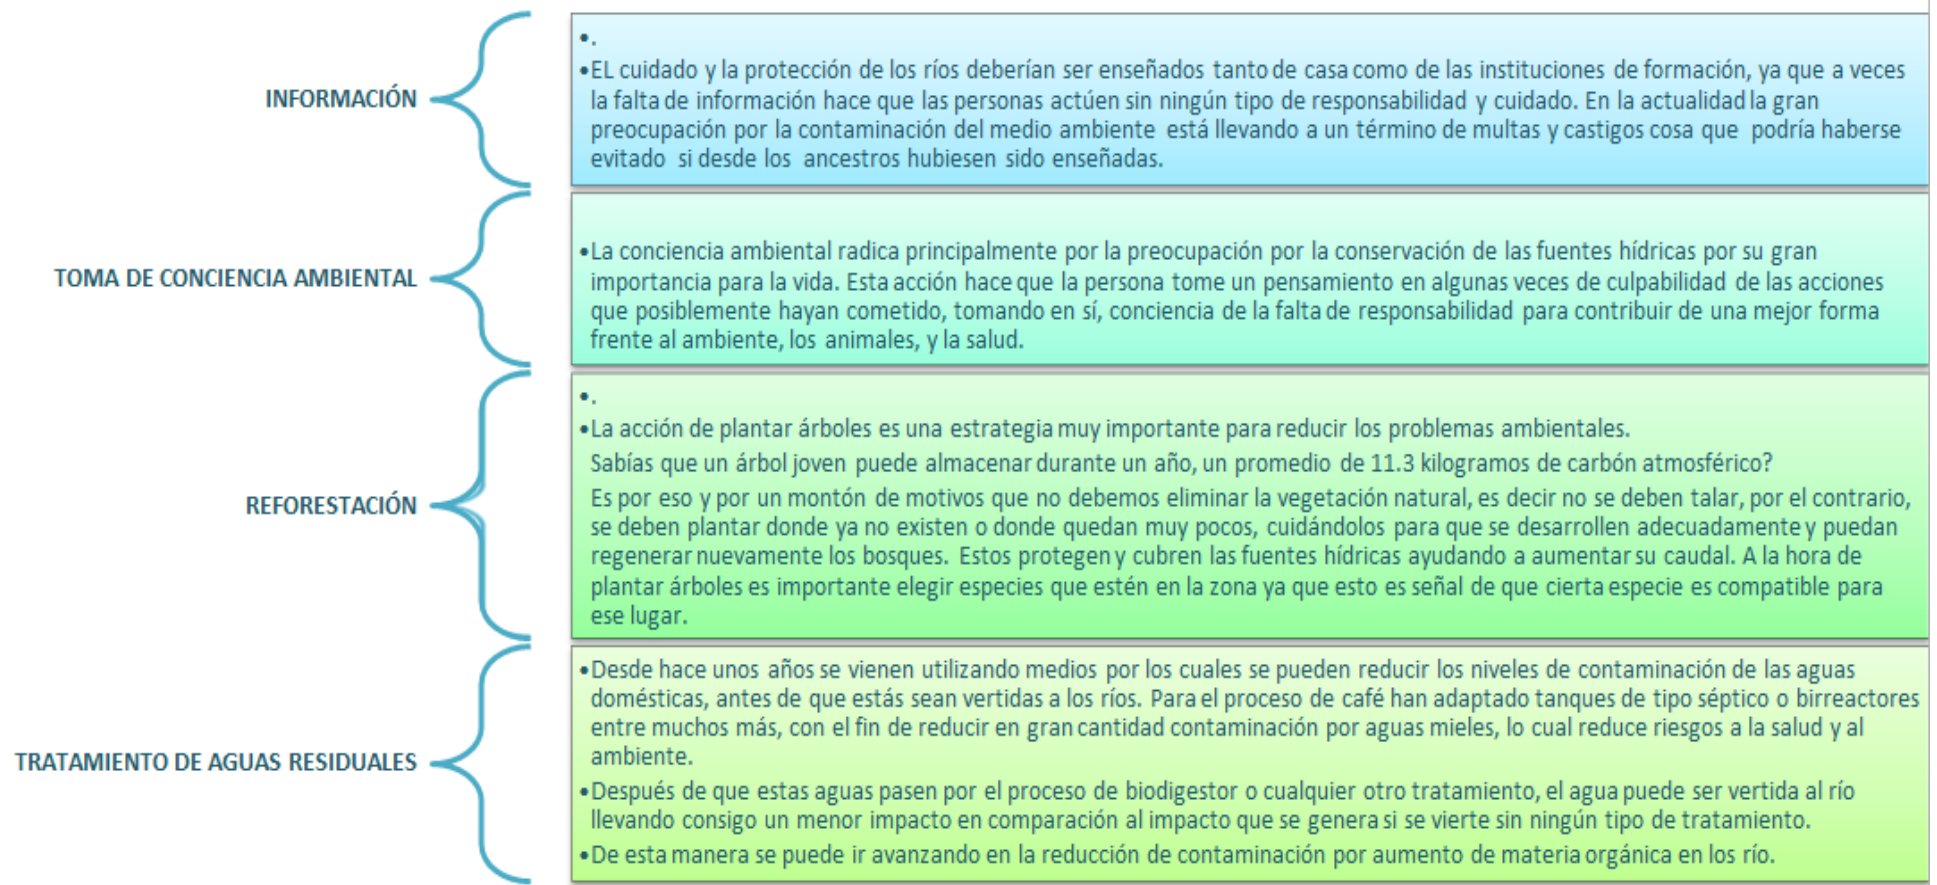 INFORMACIÓN
•.
•EL cuidado y la protección de los ríos deberían ser enseñados tanto de casa como de las instituciones de formación, ya que a veces
la falta de información hace que las personas actúen sin ningún tipo de responsabilidad y cuidado. En la actualidad la gran
preocupación por la contaminación del medio ambiente está llevando a un término de multas y castigos cosa que podría haberse
evitado si desde los ancestros hubiesen sido enseñadas.
TOMA DE CONCIENCIA AMBIENTAL
•La conciencia ambiental radica principalmente por la preocupación por la conservación de las fuentes hídricas por su gran
importancia para la vida. Esta acción hace que la persona tome un pensamiento en algunas veces de culpabilidad de las acciones
que posiblemente hayan cometido, tomando en sí, conciencia de la falta de responsabilidad para contribuir de una mejor forma
frente al ambiente, los animales, y la salud.
REFORESTACIÓN
•.
•La acción de plantar árboles es una estrategia muy importante para reducir los problemas ambientales.
Sabías que un árbol joven puede almacenar durante un año, un promedio de 11.3 kilogramos de carbón atmosférico?
Es por eso y por un montón de motivos que no debemos eliminar la vegetación natural, es decir no se deben talar, por el contrario,
se deben plantar donde ya no existen o donde quedan muy pocos, cuidándolos para que se desarrollen adecuadamente y puedan
regenerar nuevamente los bosques. Estos protegen y cubren las fuentes hídricas ayudando a aumentar su caudal. A la hora de
plantar árboles es importante elegir especies que estén en la zona ya que esto es señal de que cierta especie es compatible para
ese lugar.
TRATAMIENTO DE AGUAS RESIDUALES
•Desde hace unos años se vienen utilizando medios por los cuales se pueden reducir los niveles de contaminación de las aguas
domésticas, antes de que estás sean vertidas a los ríos. Para el proceso de café han adaptado tanques de tipo séptico o birreactores
entre muchos más, con el fin de reducir en gran cantidad contaminación por aguas mieles, lo cual reduce riesgos a la salud y al
ambiente.
•Después de que estas aguas pasen por el proceso de biodigestor o cualquier otro tratamiento, el agua puede ser vertida al río
llevando consigo un menor impacto en comparación al impacto que se genera si se vierte sin ningún tipo de tratamiento.
•De esta manera se puede ir avanzando en la reducción de contaminación por aumento de materia orgánica en los río.